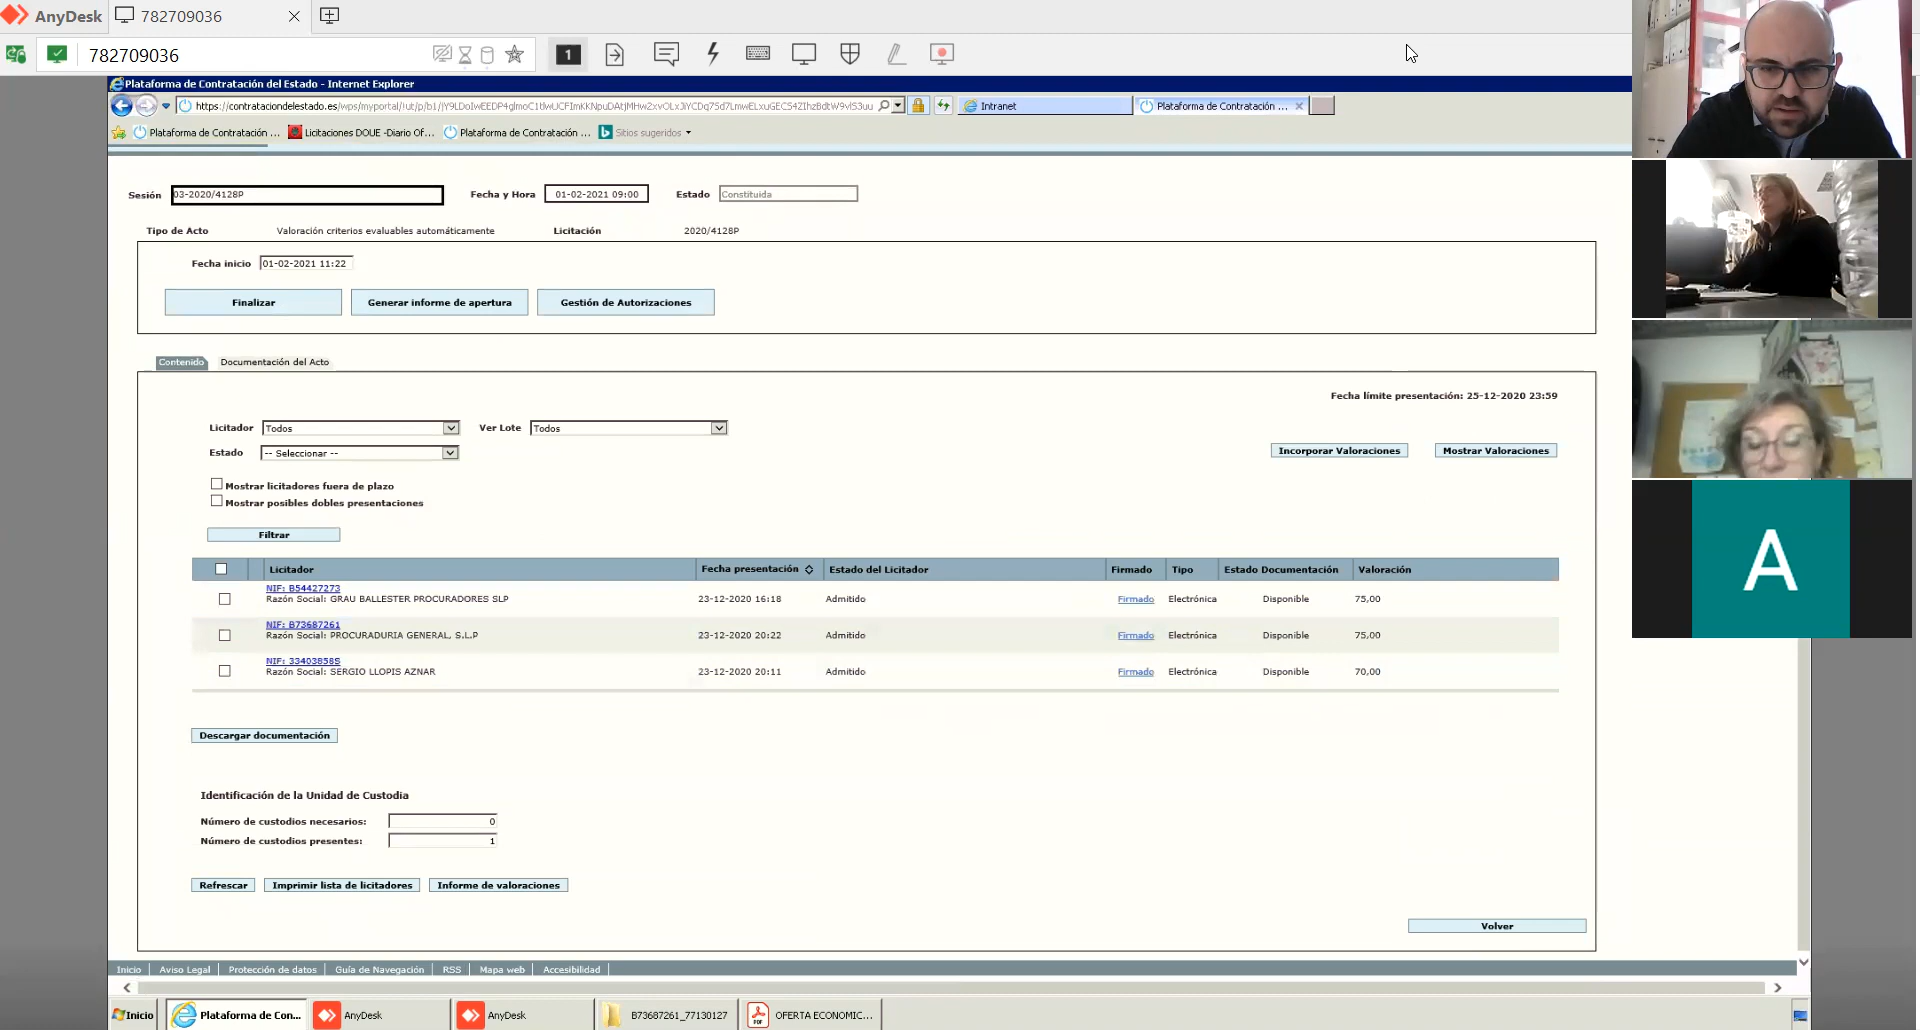 AnyDesk 782709036
782709036 1
Plataforma de Contratación del Estado - Internet Explorer
Intranet Plataforma de Contratación ...
Plataforma de Contratación ... Licitaciones DOUE -Diario Of... Plataforma de Contratación ... Sitios sugeridos
Sesión 03-2020/4128P Fecha y Hora 01-02-2021 09:00 Estado Constituida
Tipo de Acto Valoración criterios evaluables automáticamente Licitación 2020/4128P
Fecha inicio 01-02-2021 11:22
Finalizar Generar informe de apertura Gestión de Autorizaciones
Contenido Documentación del Acto
Fecha límite presentación: 25-12-2020 23:59
Licitador Todos Ver Lote Todos
Estado -- Seleccionar -- Incorporar Valoraciones Mostrar Valoraciones
Mostrar licitadores fuera de plazo
Mostrar posibles dobles presentaciones
Filtrar
Licitador Fecha presentación Estado del Licitador Firmado Tipo Estado Documentación Valoración
NIF: B54427273
Razón Social: GRAU BALLESTER PROCURADORES SLP 23-12-2020 16:18 Admitido Firmado Electrónica Disponible 75,00
NIF: B73687261
Razón Social: PROCURADURIA GENERAL, S.L.P 23-12-2020 20:22 Admitido Firmado Electrónica Disponible 75,00
NIF: 33403858S
Razón Social: SERGIO LLOPIS AZNAR 23-12-2020 20:11 Admitido Firmado Electrónica Disponible 70,00
Descargar documentación
Identificación de la Unidad de Custodia
Número de custodios necesarios: 0
Número de custodios presentes: 1
Refrescar Imprimir lista de licitadores Informe de valoraciones
Volver
Inicio Aviso Legal Protección de datos Guía de Navegación RSS Mapa web Accesibilidad
Inicio Plataforma de Con... AnyDesk AnyDesk B73687261_77130127 OFERTA ECONOMIC...
A